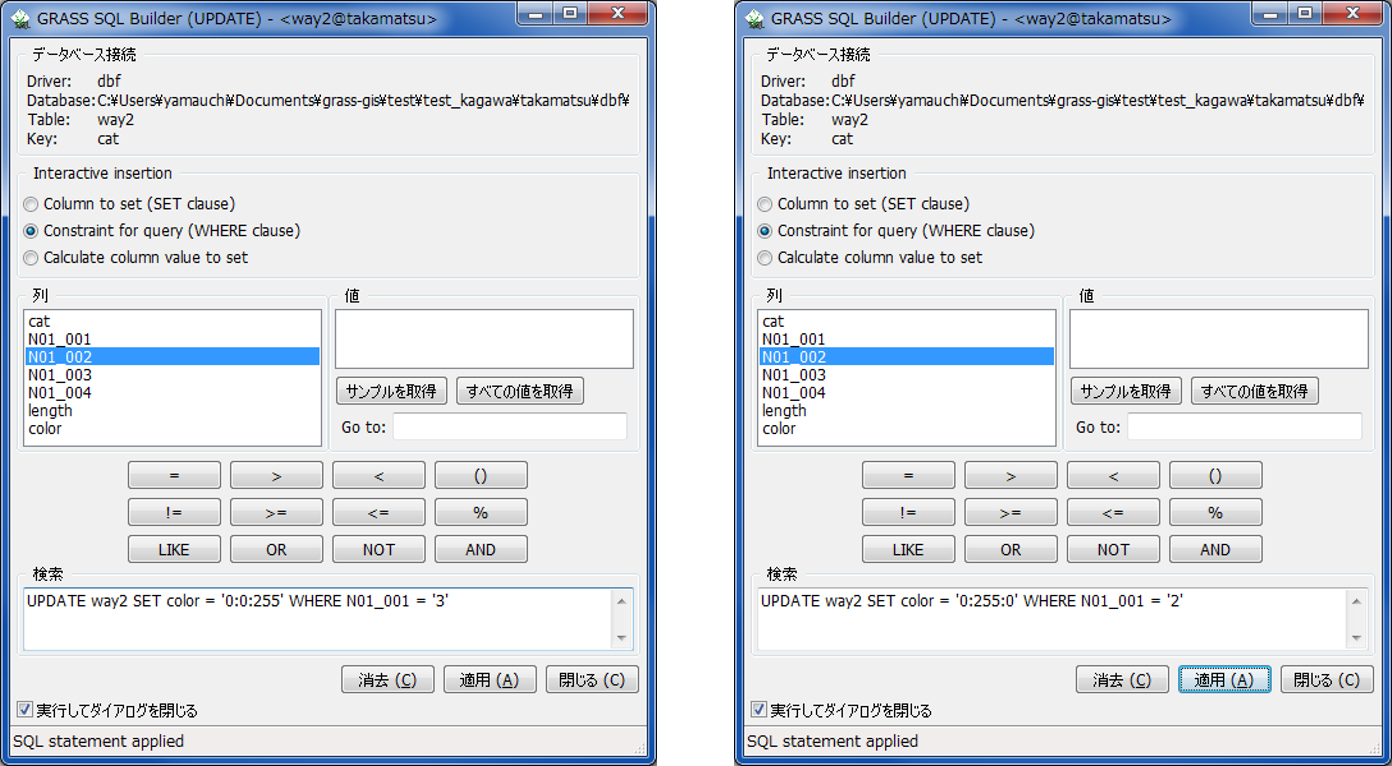 GRASS SQL Builder (UPDATE) - <way2@takamatsu>
データベース接続
Driver: dbf
Database:C:¥Users¥yamauchi¥Documents¥grass-gis¥test¥test_kagawa¥takamatsu¥dbf¥
Table: way2
Key: cat
Interactive insertion
Column to set (SET clause)
Constraint for query (WHERE clause)
Calculate column value to set
列
値
cat
N01_001
N01_002
N01_003
N01_004
length
color
サンプルを取得 すべての値を取得
Go to:
= > < ()
!= >= <= %
LIKE OR NOT AND
検索
UPDATE way2 SET color = '0:0:255' WHERE N01_001 = '3'
消去 (C) 適用 (A) 閉じる (C)
実行してダイアログを閉じる
SQL statement applied
GRASS SQL Builder (UPDATE) - <way2@takamatsu>
データベース接続
Driver: dbf
Database:C:¥Users¥yamauchi¥Documents¥grass-gis¥test¥test_kagawa¥takamatsu¥dbf¥
Table: way2
Key: cat
Interactive insertion
Column to set (SET clause)
Constraint for query (WHERE clause)
Calculate column value to set
列
値
cat
N01_001
N01_002
N01_003
N01_004
length
color
サンプルを取得 すべての値を取得
Go to:
= > < ()
!= >= <= %
LIKE OR NOT AND
検索
UPDATE way2 SET color = '0:255:0' WHERE N01_001 = '2'
消去 (C) 適用 (A) 閉じる (C)
実行してダイアログを閉じる
SQL statement applied